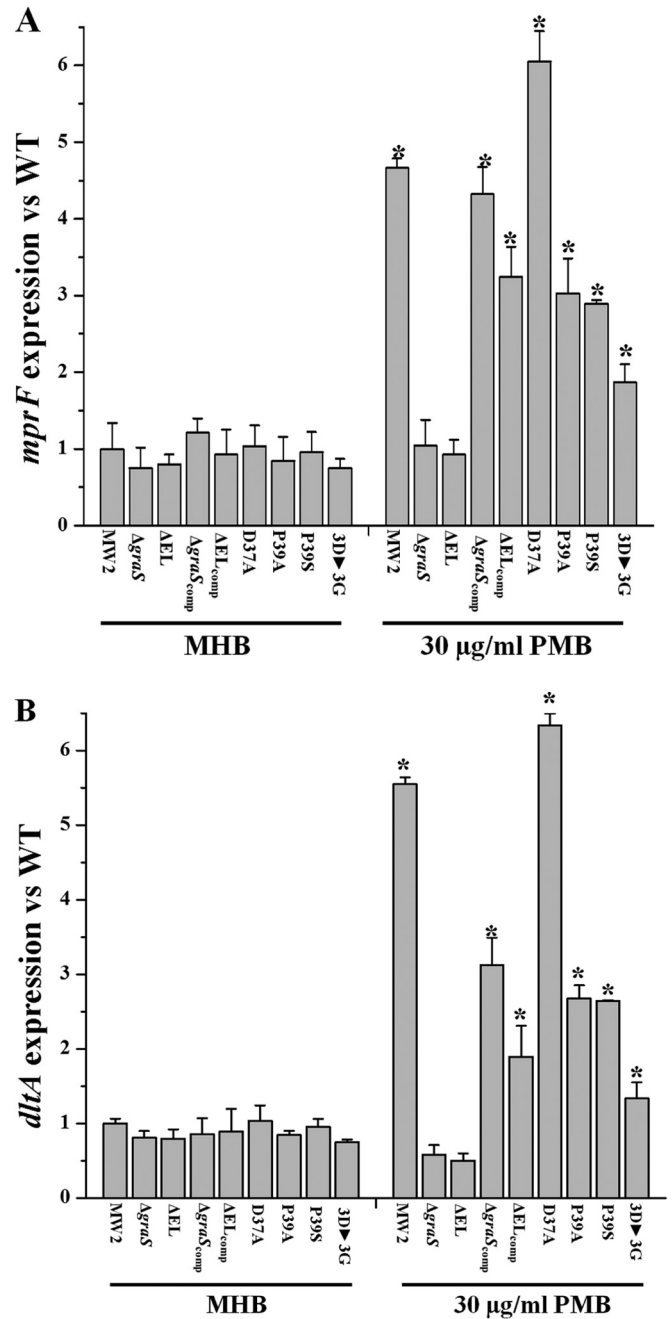 A
mprF expression vs WT
6
5
4
3
2
1
0
* * * * * * *
MW2 ΔgraS ΔEL ΔgraScomp ΔELcomp D37A P39A P39S 3D▶3G
MW2 ΔgraS ΔEL ΔgraScomp ΔELcomp D37A P39A P39S 3D▶3G
MHB
30 μg/ml PMB
B
dltA expression vs WT
6
5
4
3
2
1
0
* * * * * * *
MW2 ΔgraS ΔEL ΔgraScomp ΔELcomp D37A P39A P39S 3D▶3G
MW2 ΔgraS ΔEL ΔgraScomp ΔELcomp D37A P39A P39S 3D▶3G
MHB
30 μg/ml PMB